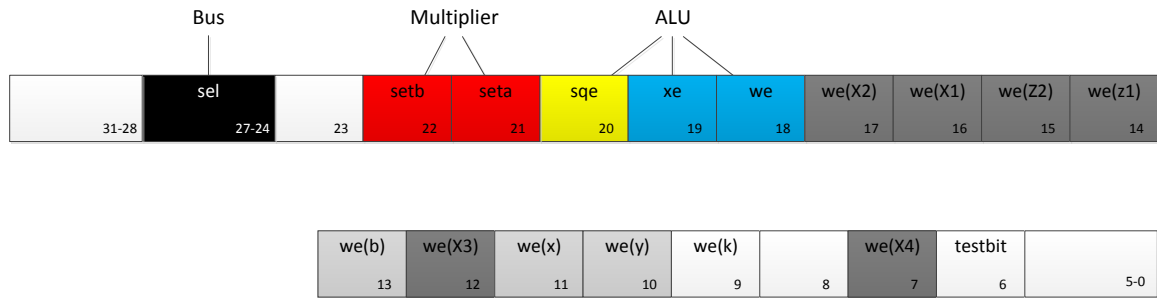 Bus Multiplier ALU
sel setb seta sqe xe we we(X2) we(X1) we(Z2) we(z1)
31-28 27-24 23 22 21 20 19 18 17 16 15 14
we(b) we(X3) we(x) we(y) we(k) we(X4) testbit
13 12 11 10 9 8 7 6 5-0